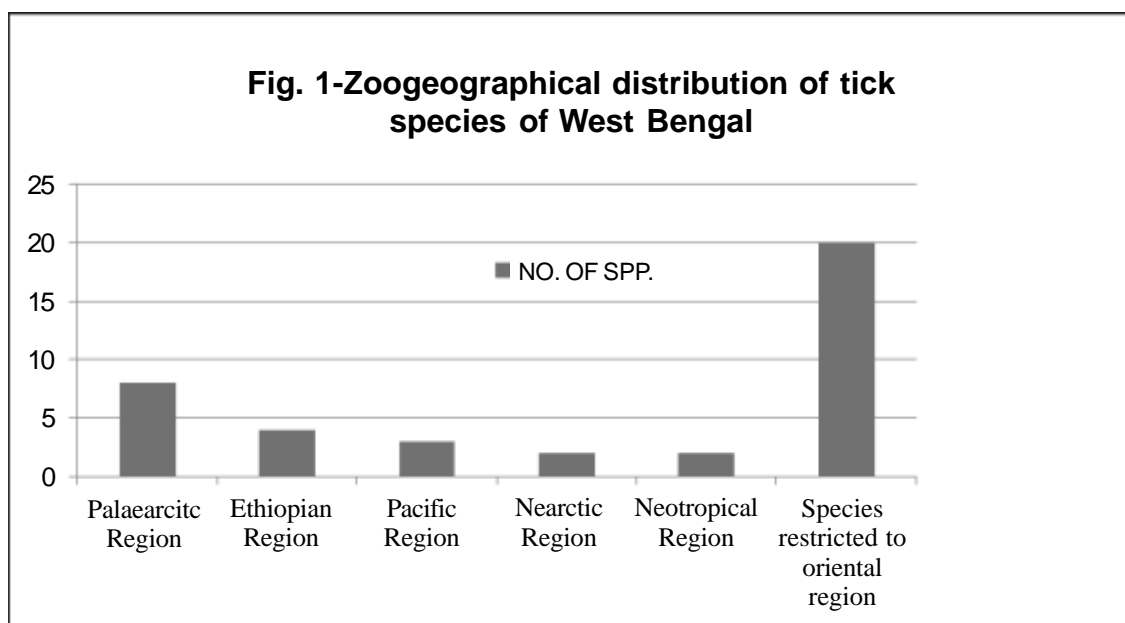 Fig. 1-Zoogeographical distribution of tick
species of West Bengal
25
20
15
10
5
0
NO. OF SPP.
Palaearcitc
Region
Ethiopian
Region
Pacific
Region
Nearctic
Region
Neotropical
Region
Species
restricted to
oriental
region